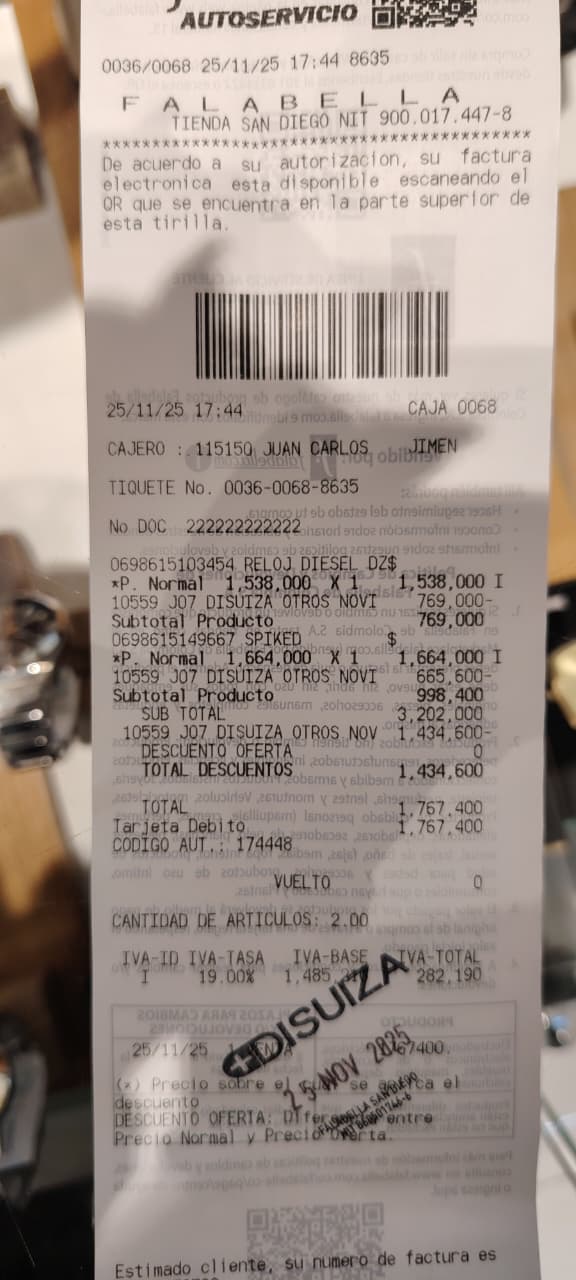 AUTOSERVICIO
0036/0068 25/11/25 17:44 8635
F A L A B E L L A
TIENDA SAN DIEGO NIT 900.017.447-8
****************************************
De acuerdo a su autorizacion, su factura
electronica esta disponible escaneando el
QR que se encuentra en la parte superior de
esta tirilla.
25/11/25 17:44 CAJA 0068
CAJERO : 115150 JUAN CARLOS JIMEN
TIQUETE No. 0036-0068-8635
No DOC 222222222222
0698615103454 RELOJ DIESEL DZ$
*P. Normal 1,538,000 X 1 1,538,000 I
10559 J07 DISUIZA OTROS NOVI 769,000-
Subtotal Producto 769,000
0698615149667 SPIKED $
*P. Normal 1,664,000 X 1 1,664,000 I
10559 J07 DISUIZA OTROS NOVI 665,600-
Subtotal Producto 998,400
SUB TOTAL 3,202,000
10559 J07 DISUIZA OTROS NOV 1,434,600-
DESCUENTO OFERTA 0
TOTAL DESCUENTOS 1,434,600
TOTAL 1,767,400
Tarjeta Debito 1,767,400
CODIGO AUT.: 174448
VUELTO 0
CANTIDAD DE ARTICULOS: 2.00
IVA-ID IVA-TASA IVA-BASE IVA-TOTAL
I 19.00% 1,485, 282,190
DISUIZA
25/11/25 67400.
25 NOV 2025
(*) Precio sobre el se el
descuento
FALABELLA SAN DIEGO
DESCUENTO OFERTA: Diferencia entre
Precio Normal y Precio Oferta.
Estimado cliente, su numero de factura es